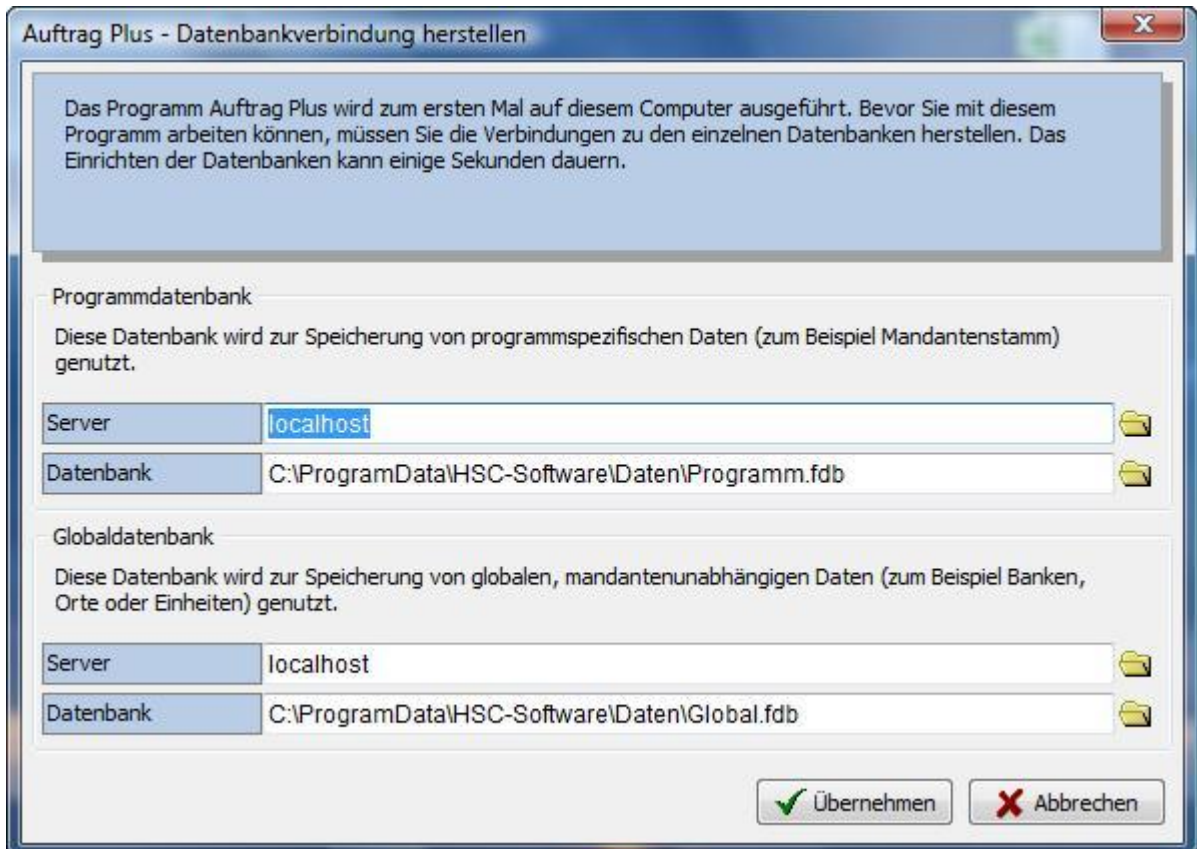 Auftrag Plus - Datenbankverbindung herstellen
Das Programm Auftrag Plus wird zum ersten Mal auf diesem Computer ausgeführt. Bevor Sie mit diesem
Programm arbeiten können, müssen Sie die Verbindungen zu den einzelnen Datenbanken herstellen. Das
Einrichten der Datenbanken kann einige Sekunden dauern.
Programmdatenbank
Diese Datenbank wird zur Speicherung von programmspezifischen Daten (zum Beispiel Mandantenstamm)
genutzt.
Server localhost
Datenbank C:\ProgramData\HSC-Software\Daten\Programm.fdb
Globaldatenbank
Diese Datenbank wird zur Speicherung von globalen, mandantenunabhängigen Daten (zum Beispiel Banken,
Orte oder Einheiten) genutzt.
Server localhost
Datenbank C:\ProgramData\HSC-Software\Daten\Global.fdb
Übernehmen Abbrechen